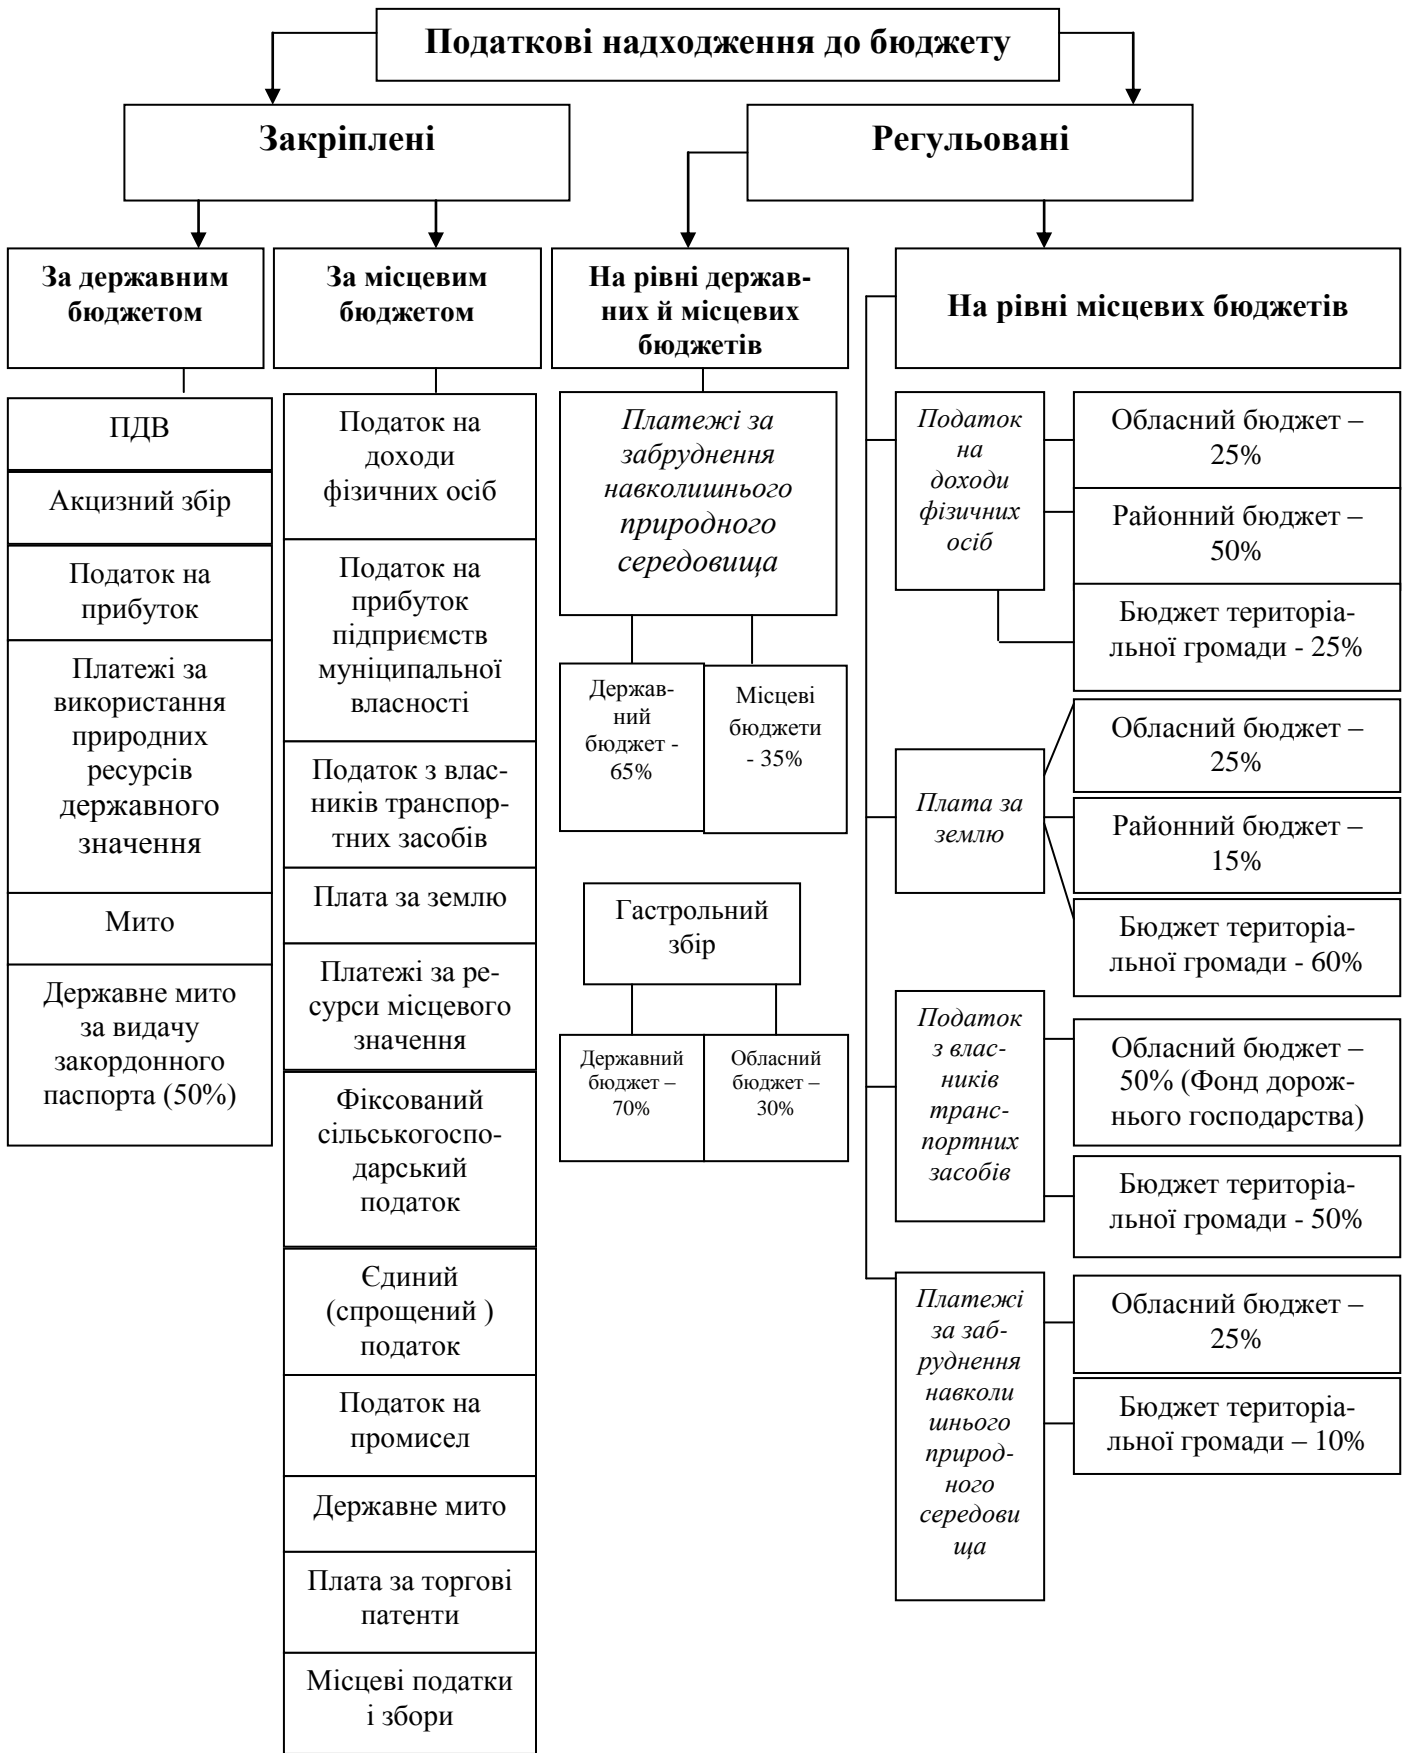 Податкові надходження до бюджету
Закріплені
Регульовані
За державним
бюджетом
За місцевим
бюджетом
На рівні держав-
них й місцевих
бюджетів
На рівні місцевих бюджетів
ПДВ
Акцизний збір
Податок на
прибуток
Платежі за
використання
природних
ресурсів
державного
значення
Мито
Державне мито
за видачу
закордонного
паспорта (50%)
Податок на
доходи
фізичних осіб
Податок на
прибуток
підприємств
муніципальної
власності
Податок з влас-
ників транспор-
тних засобів
Плата за землю
Платежі за ре-
сурси місцевого
значення
Фіксований
сільськогоспо-
дарський
податок
Єдиний
(спрощений )
податок
Податок на
промисел
Державне мито
Плата за торгові
патенти
Місцеві податки
і збори
Платежі за
забруднення
навколишнього
природного
середовища
Держав-
ний
бюджет -
65%
Місцеві
бюджети
- 35%
Гастрольний
збір
Державний
бюджет –
70%
Обласний
бюджет –
30%
Податок
на
доходи
фізичних
осіб
Обласний бюджет –
25%
Районний бюджет –
50%
Бюджет територіа-
льної громади - 25%
Плата за
землю
Обласний бюджет –
25%
Районний бюджет –
15%
Бюджет територіа-
льної громади - 60%
Податок
з влас-
ників
транс-
портних
засобів
Обласний бюджет –
50% (Фонд дорож-
нього господарства)
Бюджет територіа-
льної громади - 50%
Платежі
за заб-
руднення
навколи
шнього
природ-
ного
середови
ща
Обласний бюджет –
25%
Бюджет територіа-
льної громади – 10%